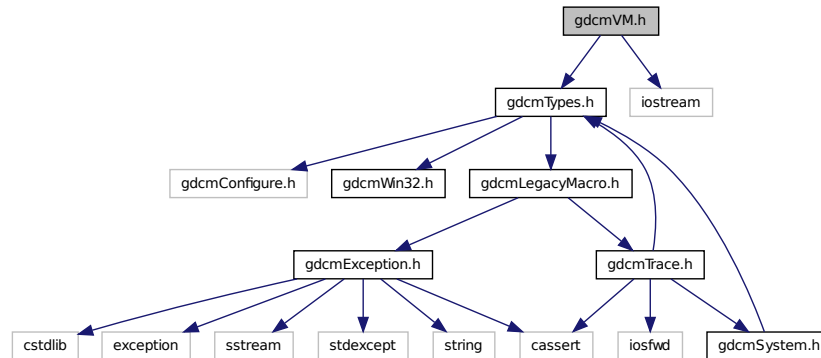 gdcmVM.h
gdcmTypes.h
iostream
gdcmConfigure.h
gdcmWin32.h
gdcmLegacyMacro.h
gdcmException.h
gdcmTrace.h
cstdlib
exception
sstream
stdexcept
string
cassert
iosfwd
gdcmSystem.h